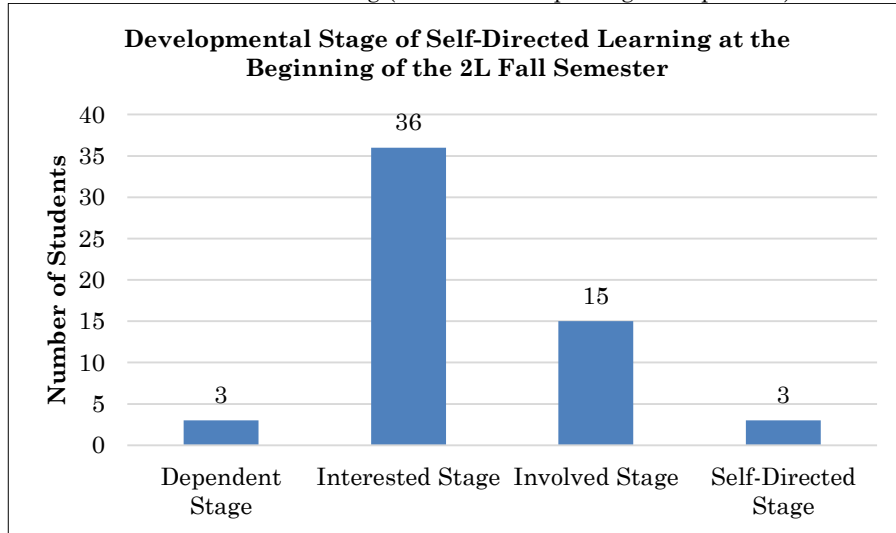 Developmental Stage of Self-Directed Learning at the
Beginning of the 2L Fall Semester
Number of Students
40
35
30
25
20
15
10
5
0
3
36
15
3
Dependent Stage
Interested Stage
Involved Stage
Self-Directed Stage